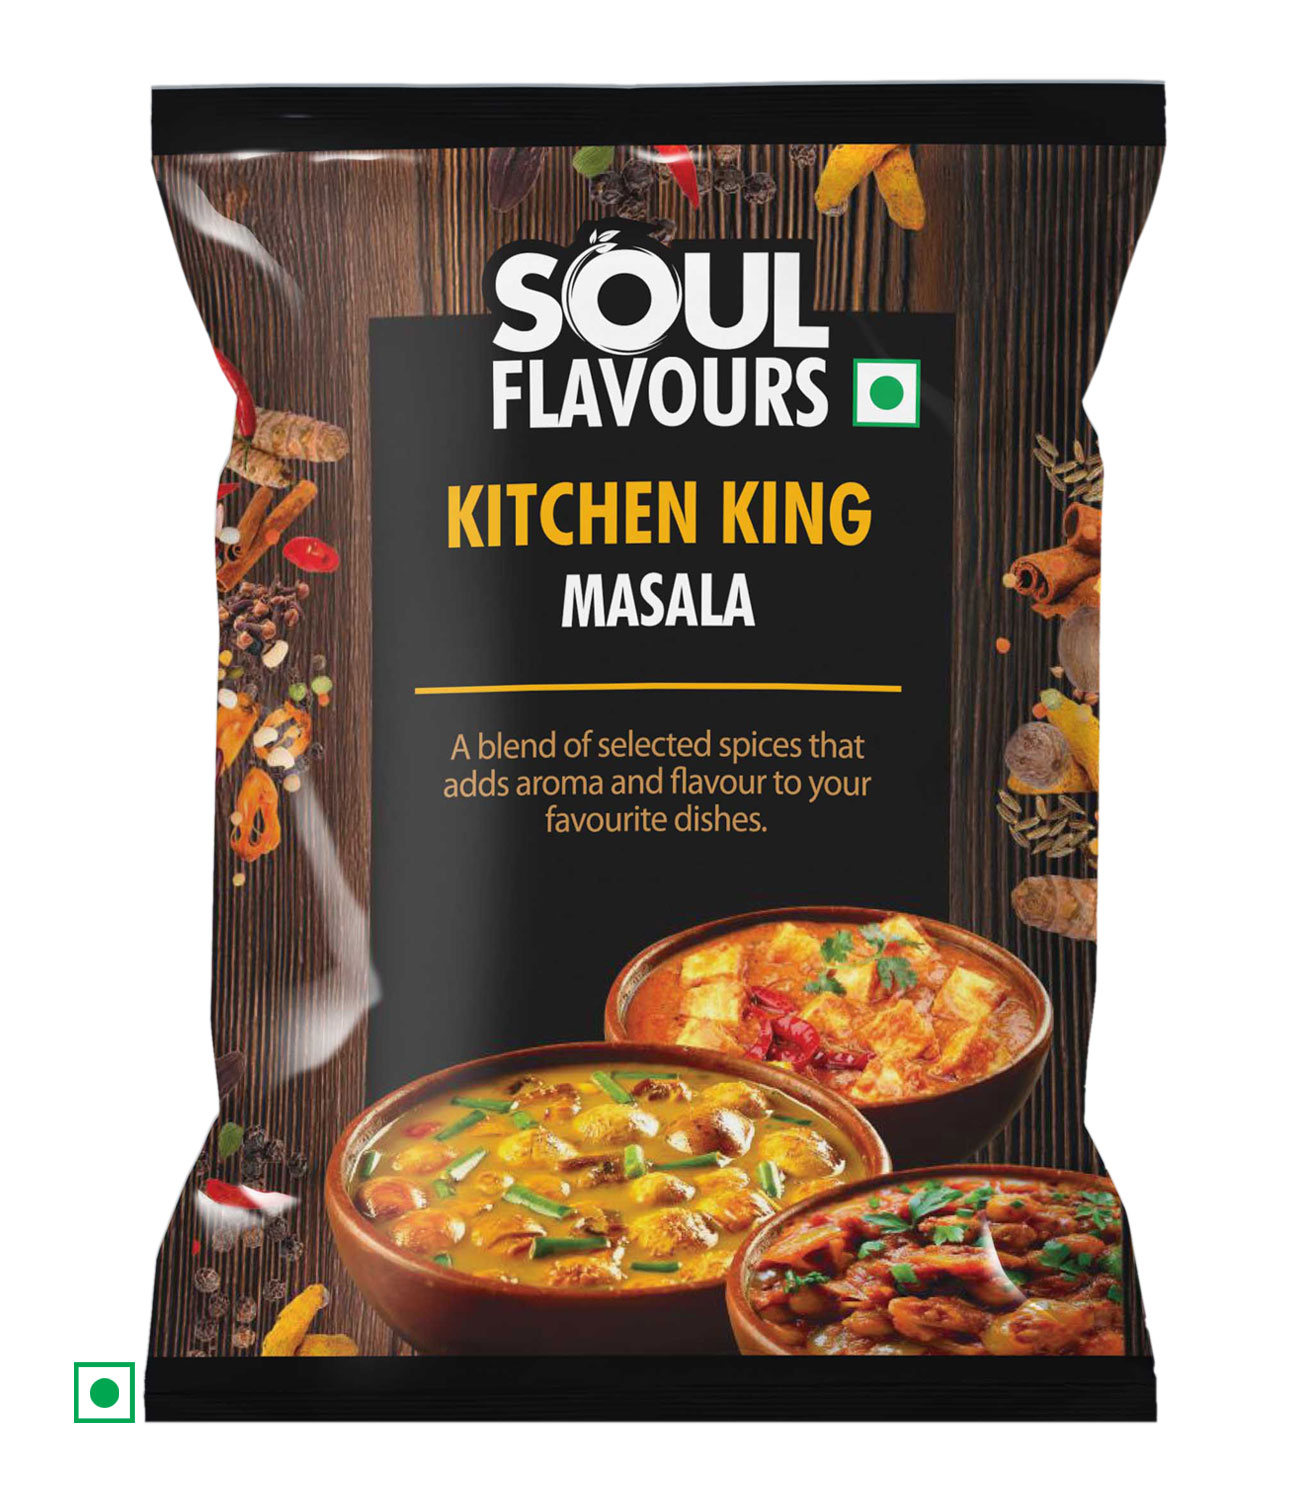 SOUL
FLAVOURS
KITCHEN KING
MASALA
A blend of selected spices that
adds aroma and flavour to your
favourite dishes.